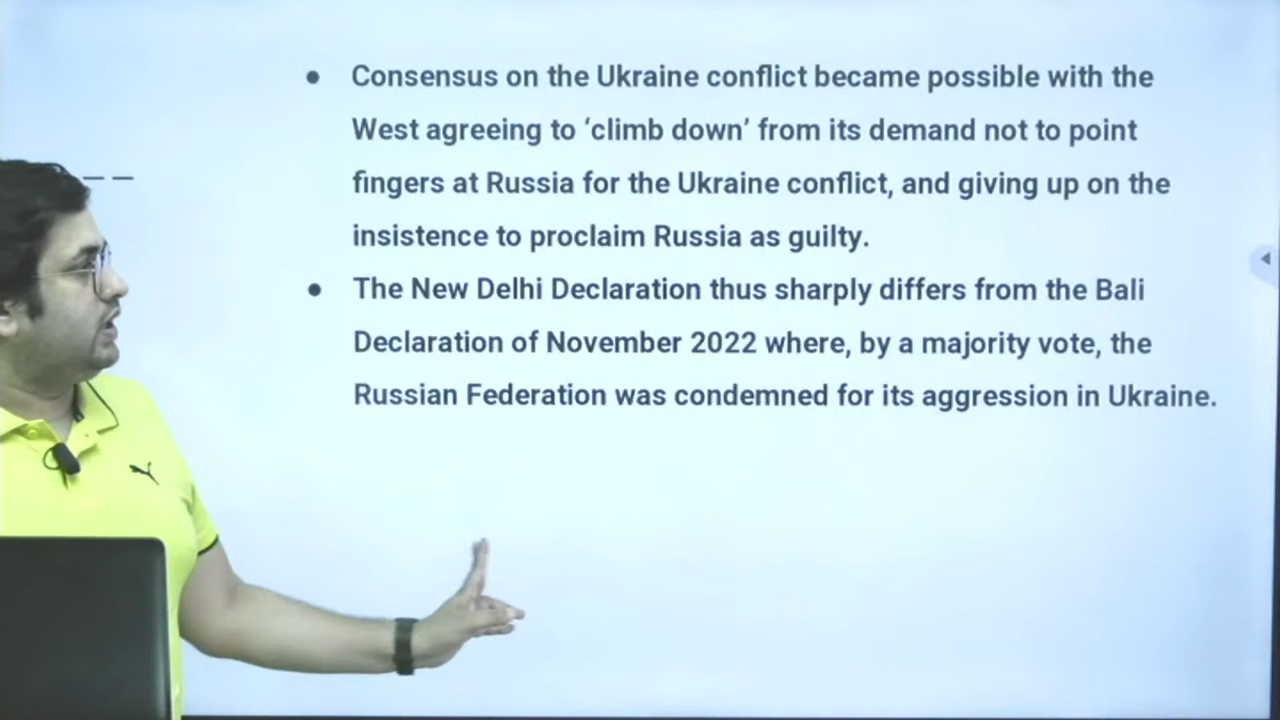 ● Consensus on the Ukraine conflict became possible with the
West agreeing to ‘climb down’ from its demand not to point
fingers at Russia for the Ukraine conflict, and giving up on the
insistence to proclaim Russia as guilty.
● The New Delhi Declaration thus sharply differs from the Bali
Declaration of November 2022 where, by a majority vote, the
Russian Federation was condemned for its aggression in Ukraine.